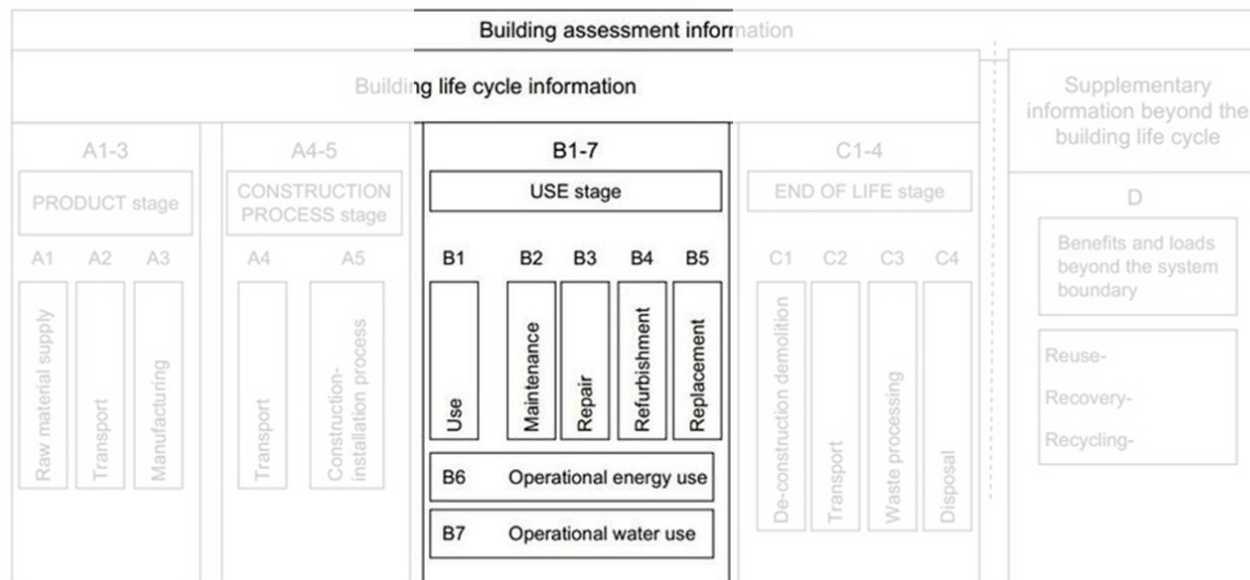 Building assessment information
Building life cycle information
A1-3
PRODUCT stage
A1 A2 A3
Raw material supply
Transport
Manufacturing
A4-5
CONSTRUCTION
PROCESS stage
A4 A5
Transport
Construction-
installation process
B1-7
USE stage
B1 B2 B3 B4 B5
Use
Maintenance
Repair
Refurbishment
Replacement
B6 Operational energy use
B7 Operational water use
C1-4
END OF LIFE stage
C1 C2 C3 C4
De-construction demolition
Transport
Waste processing
Disposal
Supplementary
information beyond the
building life cycle
D
Benefits and loads
beyond the system
boundary
Reuse-
Recovery-
Recycling-